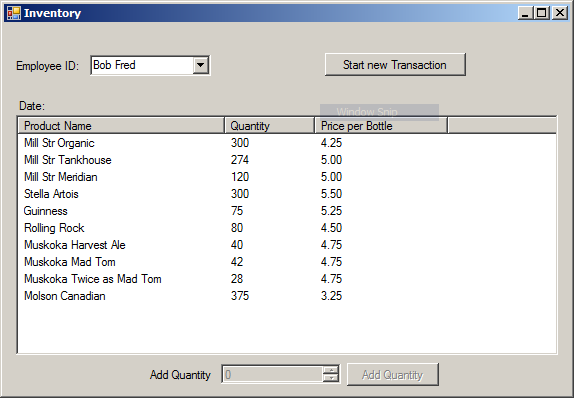 Inventory
Employee ID: Bob Fred Start new Transaction
Window Snip
Date:
Product Name Quantity Price per Bottle
Mill Str Organic 300 4.25
Mill Str Tankhouse 274 5.00
Mill Str Meridian 120 5.00
Stella Artois 300 5.50
Guinness 75 5.25
Rolling Rock 80 4.50
Muskoka Harvest Ale 40 4.75
Muskoka Mad Tom 42 4.75
Muskoka Twice as Mad Tom 28 4.75
Molson Canadian 375 3.25
Add Quantity 0 Add Quantity